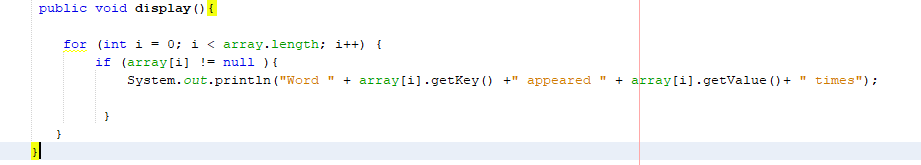 public void display(){
for (int i = 0; i < array.length; i++) {
if (array[i] != null ){
System.out.println("Word " + array[i].getKey() +" appeared " + array[i].getValue()+ " times");
}
}
}